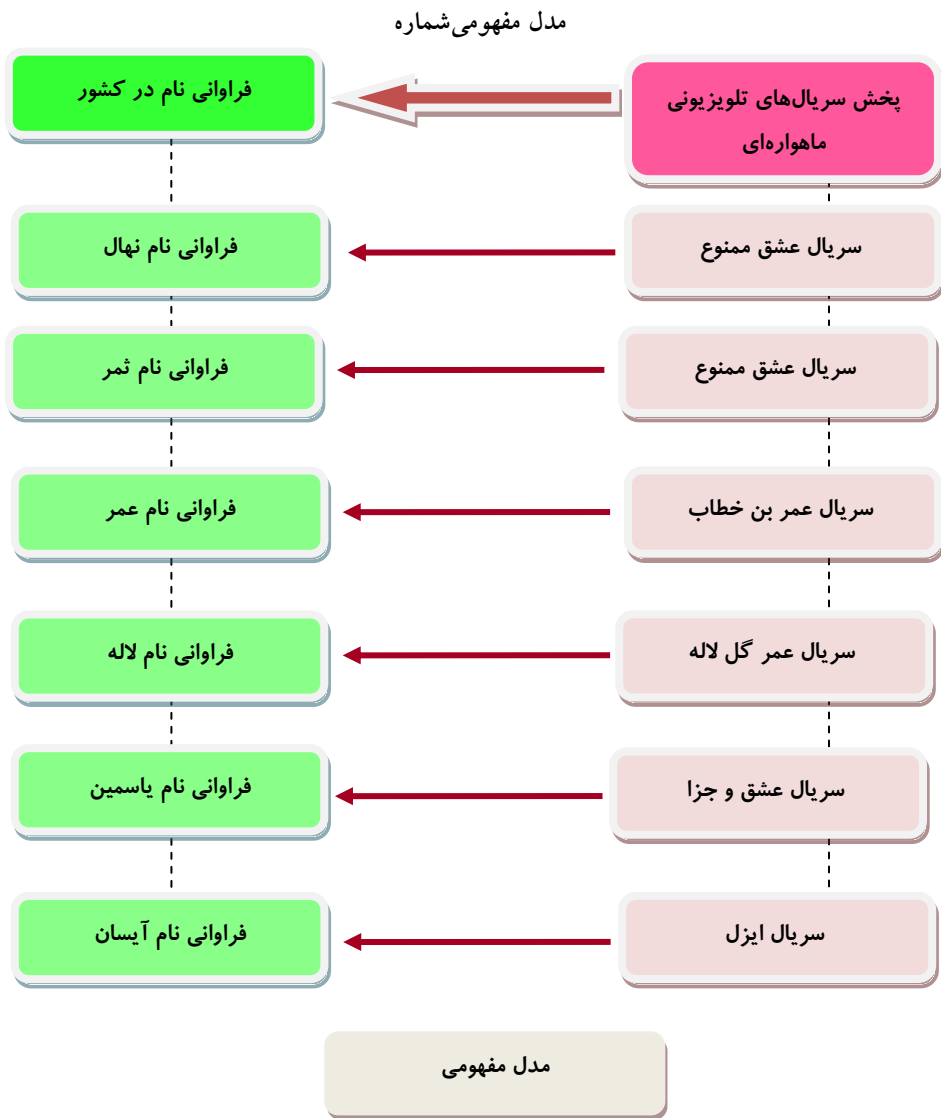 مدل مفهومی‌شماره
پخش سریال‌های تلویزیونی
ماهواره‌ای
فراوانی نام در کشور
سریال عشق ممنوع
فراوانی نام نهال
سریال عشق ممنوع
فراوانی نام ثمر
سریال عمر بن خطاب
فراوانی نام عمر
سریال عمر گل لاله
فراوانی نام لاله
سریال عشق و جزا
فراوانی نام یاسمین
سریال ایزل
فراوانی نام آیسان
مدل مفهومی